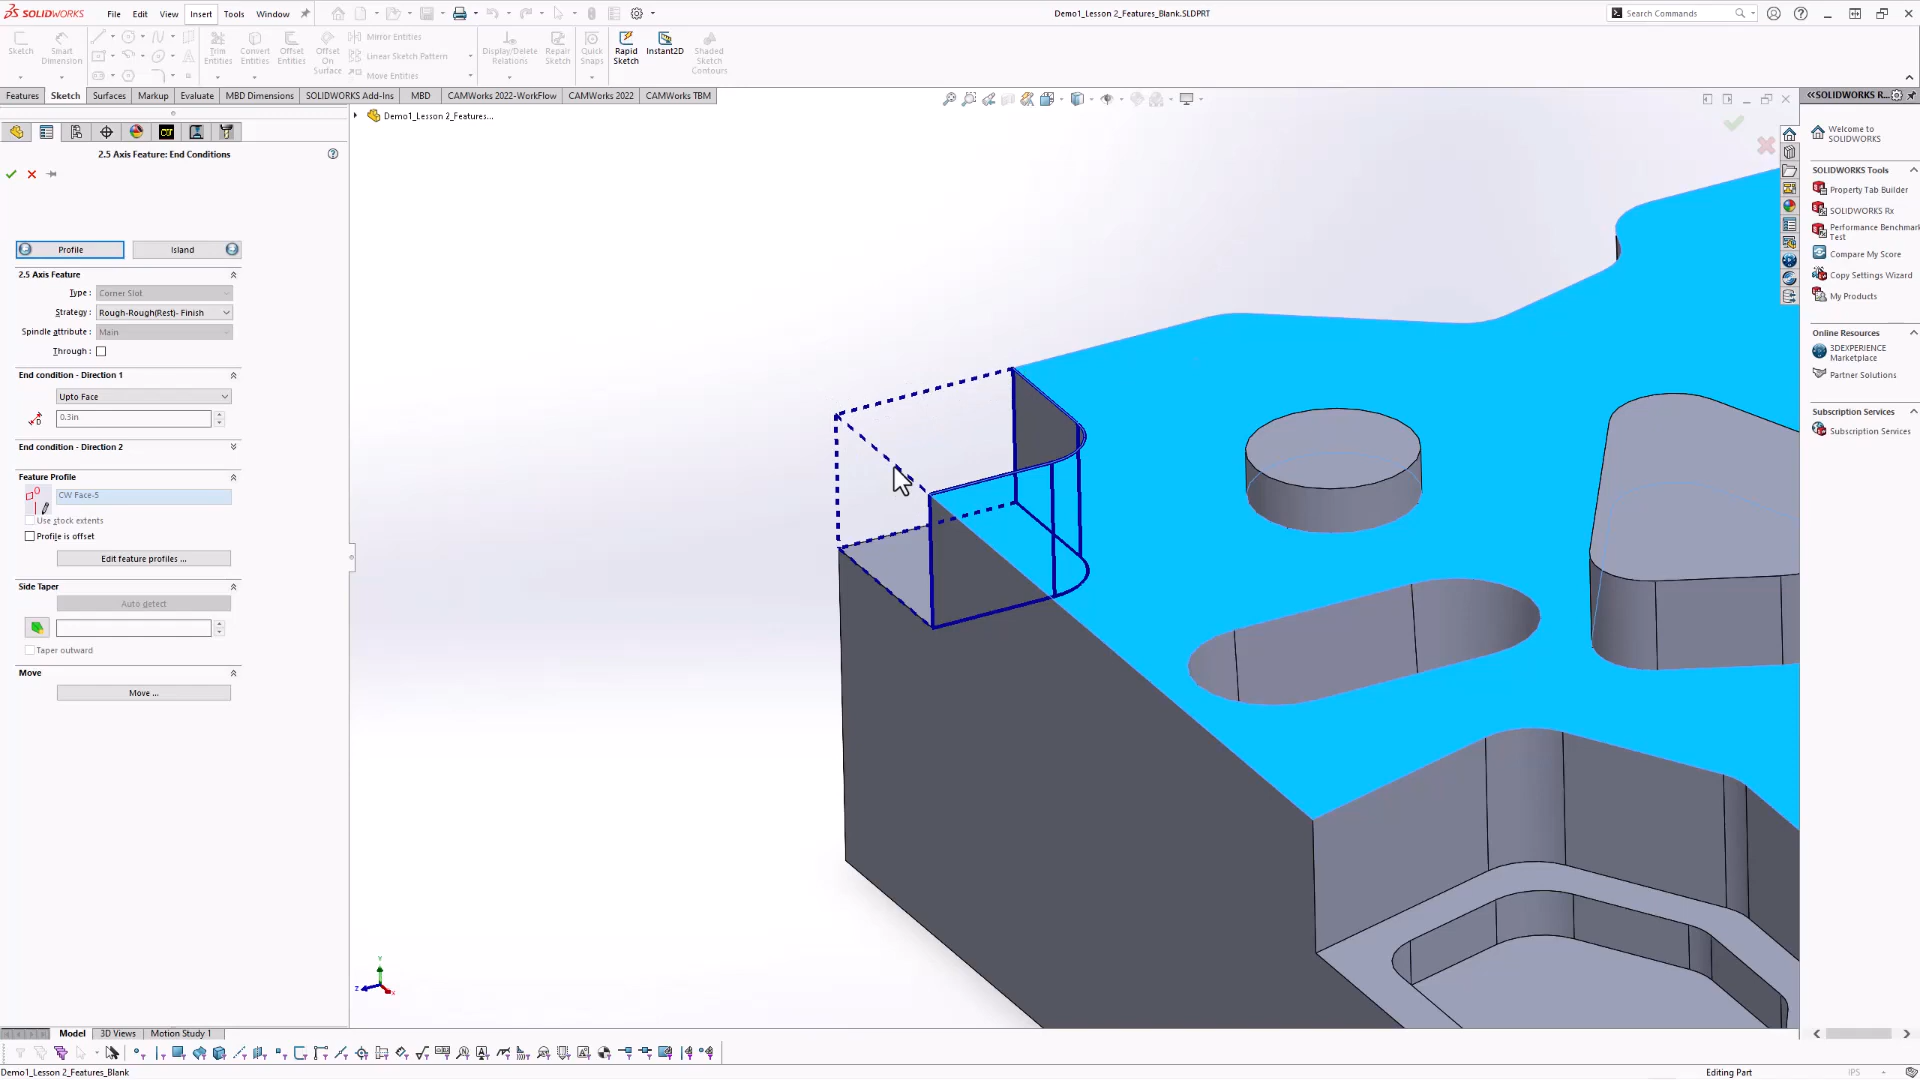 SOLIDWORKS File Edit View Insert Tools Window Demo1_Lesson 2_Features_Blank.SLDPRT Search Commands
Sketch Smart Dimension Trim Entities Convert Entities Offset Entities Offset On Surface Mirror Entities Linear Sketch Pattern Move Entities Display/Delete Relations Repair Sketch Quick Snaps Rapid Sketch Instant2D Shaded Sketch Contours
Features Sketch Surfaces Markup Evaluate MBD Dimensions SOLIDWORKS Add-Ins MBD CAMWorks 2022-WorkFlow CAMWorks 2022 CAMWorks TBM
SOLIDWORKS R...
Demo1_Lesson 2_Features...
2.5 Axis Feature: End Conditions
Profile Island
2.5 Axis Feature
Type : Corner Slot
Strategy : Rough-Rough(Rest)- Finish
Spindle attribute : Main
Through :
End condition - Direction 1
Upto Face
0.3in
End condition - Direction 2
Feature Profile
CW Face-5
Use stock extents
Profile is offset
Edit feature profiles ...
Side Taper
Auto detect
Taper outward
Move
Move ...
Welcome to
SOLIDWORKS
SOLIDWORKS Tools
Property Tab Builder
SOLIDWORKS Rx
Performance Benchmark
Test
Compare My Score
Copy Settings Wizard
My Products
Online Resources
3DEXPERIENCE
Marketplace
Partner Solutions
Subscription Services
Subscription Services
Y
Z
X
Model 3D Views Motion Study 1
Demo1_Lesson 2_Features_Blank Editing Part IPS